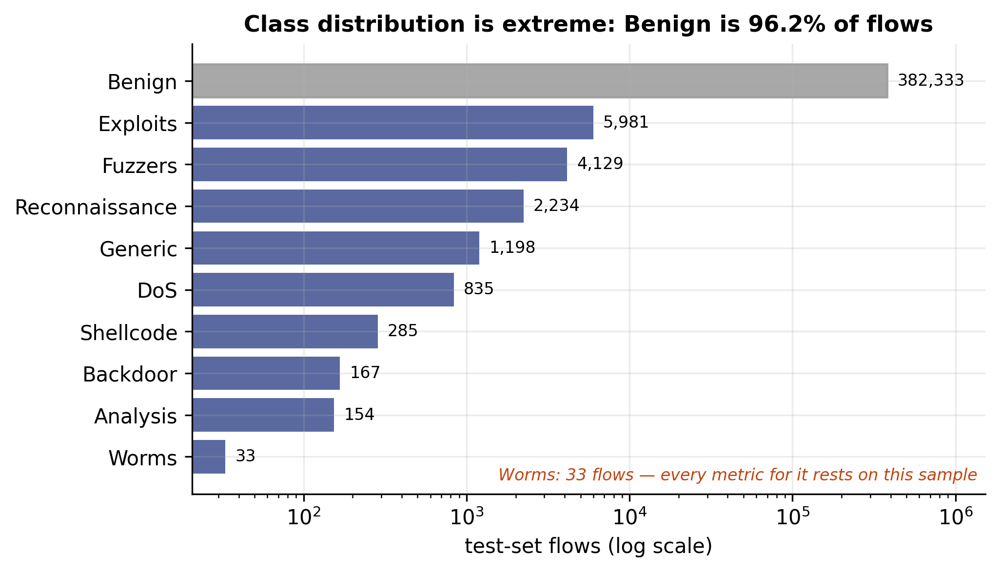 Class distribution is extreme: Benign is 96.2% of flows
Benign 382,333
Exploits 5,981
Fuzzers 4,129
Reconnaissance 2,234
Generic 1,198
DoS 835
Shellcode 285
Backdoor 167
Analysis 154
Worms 33
Worms: 33 flows — every metric for it rests on this sample
10² 10³ 10⁴ 10⁵ 10⁶
test-set flows (log scale)